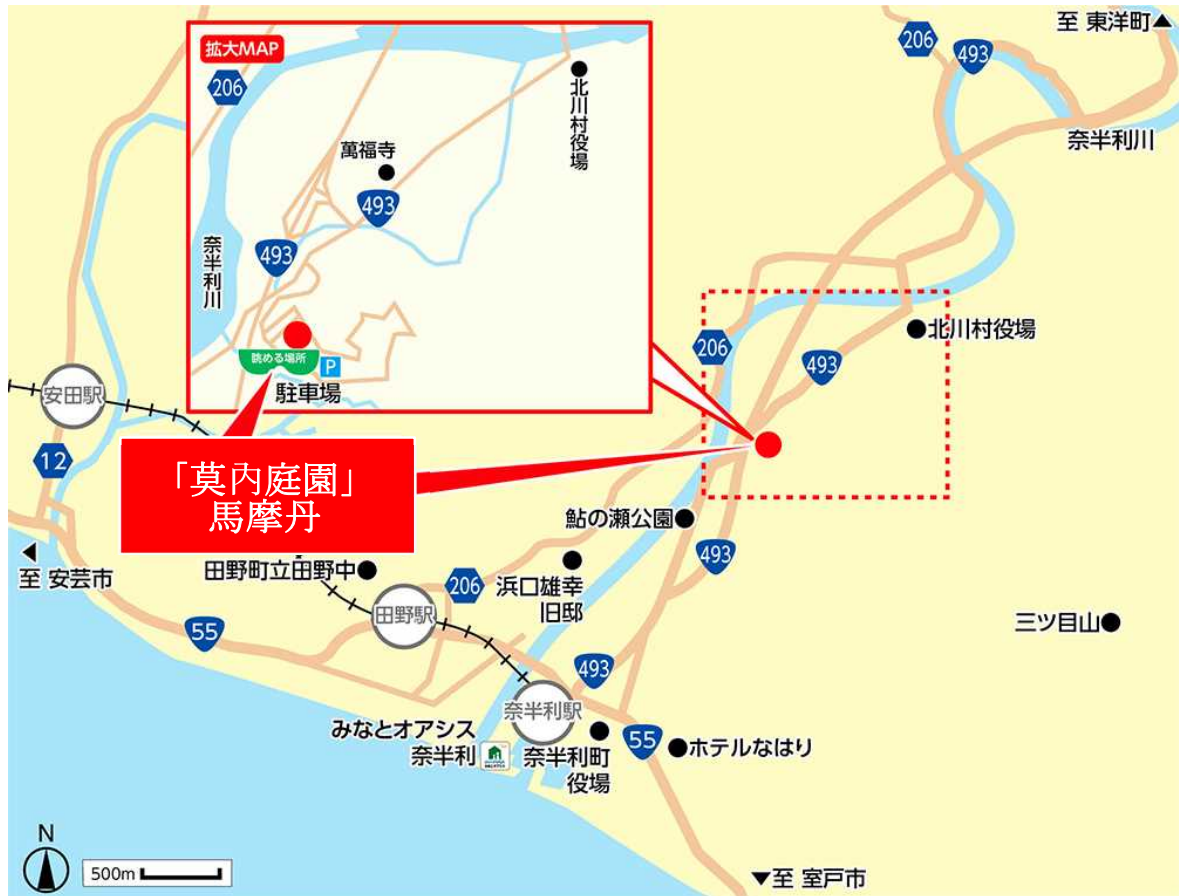 至 東洋町▲
拡大MAP
206
493
206
北川村役場
萬福寺
奈半利川
493
493
奈半利川
北川村役場
206
493
眺める場所
P
駐車場
安田駅
12
「莫内庭園」
馬摩丹
鮎の瀬公園
493
至 安芸市
田野町立田野中
206
浜口雄幸
旧邸
田野駅
55
三ツ目山
493
奈半利駅
みなとオアシス
奈半利
奈半利町
役場
55
ホテルなはり
N
500m
▼至 室戸市